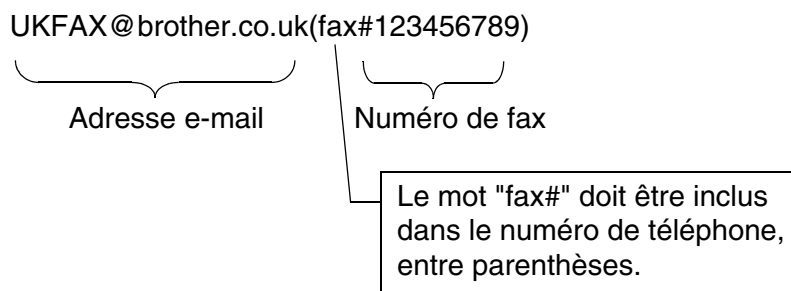 UKFAX@brother.co.uk(fax#123456789)
Adresse e-mail Numéro de fax
Le mot "fax#" doit être inclus
dans le numéro de téléphone,
entre parenthèses.